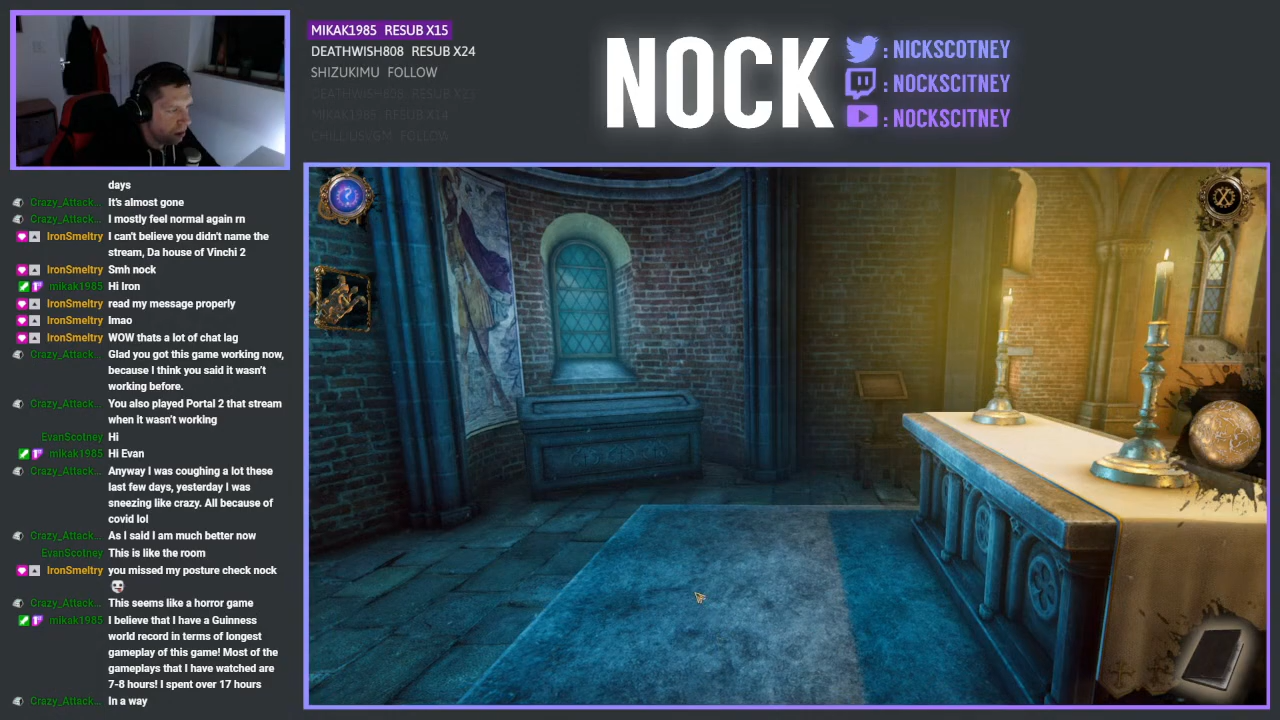 MIKAK1985 RESUB X15
DEATHWISH808 RESUB X24
SHIZUKIMU FOLLOW
DEATHWISH808 RESUB X23
MIKAK1985 RESUB X14
NOCK
: NICKSCOTNEY
: NOCKSCITNEY
: NOCKSCITNEY
days
Crazy_Attack... It's almost gone
Crazy_Attack... I mostly feel normal again rn
IronSmeltry I can't believe you didn't name the
stream, Da house of Vinchi 2
IronSmeltry Smh nock
mikak1985 Hi Iron
IronSmeltry read my message properly
IronSmeltry lmao
IronSmeltry WOW thats a lot of chat lag
Crazy_Attack... Glad you got this game working now,
because I think you said it wasn't
working before.
Crazy_Attack... You also played Portal 2 that stream
when it wasn't working
EvanScotney Hi
mikak1985 Hi Evan
Crazy_Attack... Anyway I was coughing a lot these
last few days, yesterday I was
sneezing like crazy. All because of
covid lol
Crazy_Attack... As I said I am much better now
EvanScotney This is like the room
IronSmeltry you missed my posture check nock
Crazy_Attack... This seems like a horror game
mikak1985 I believe that I have a Guinness
world record in terms of longest
gameplay of this game! Most of the
gameplays that I have watched are
7-8 hours! I spent over 17 hours
Crazy_Attack... In a way